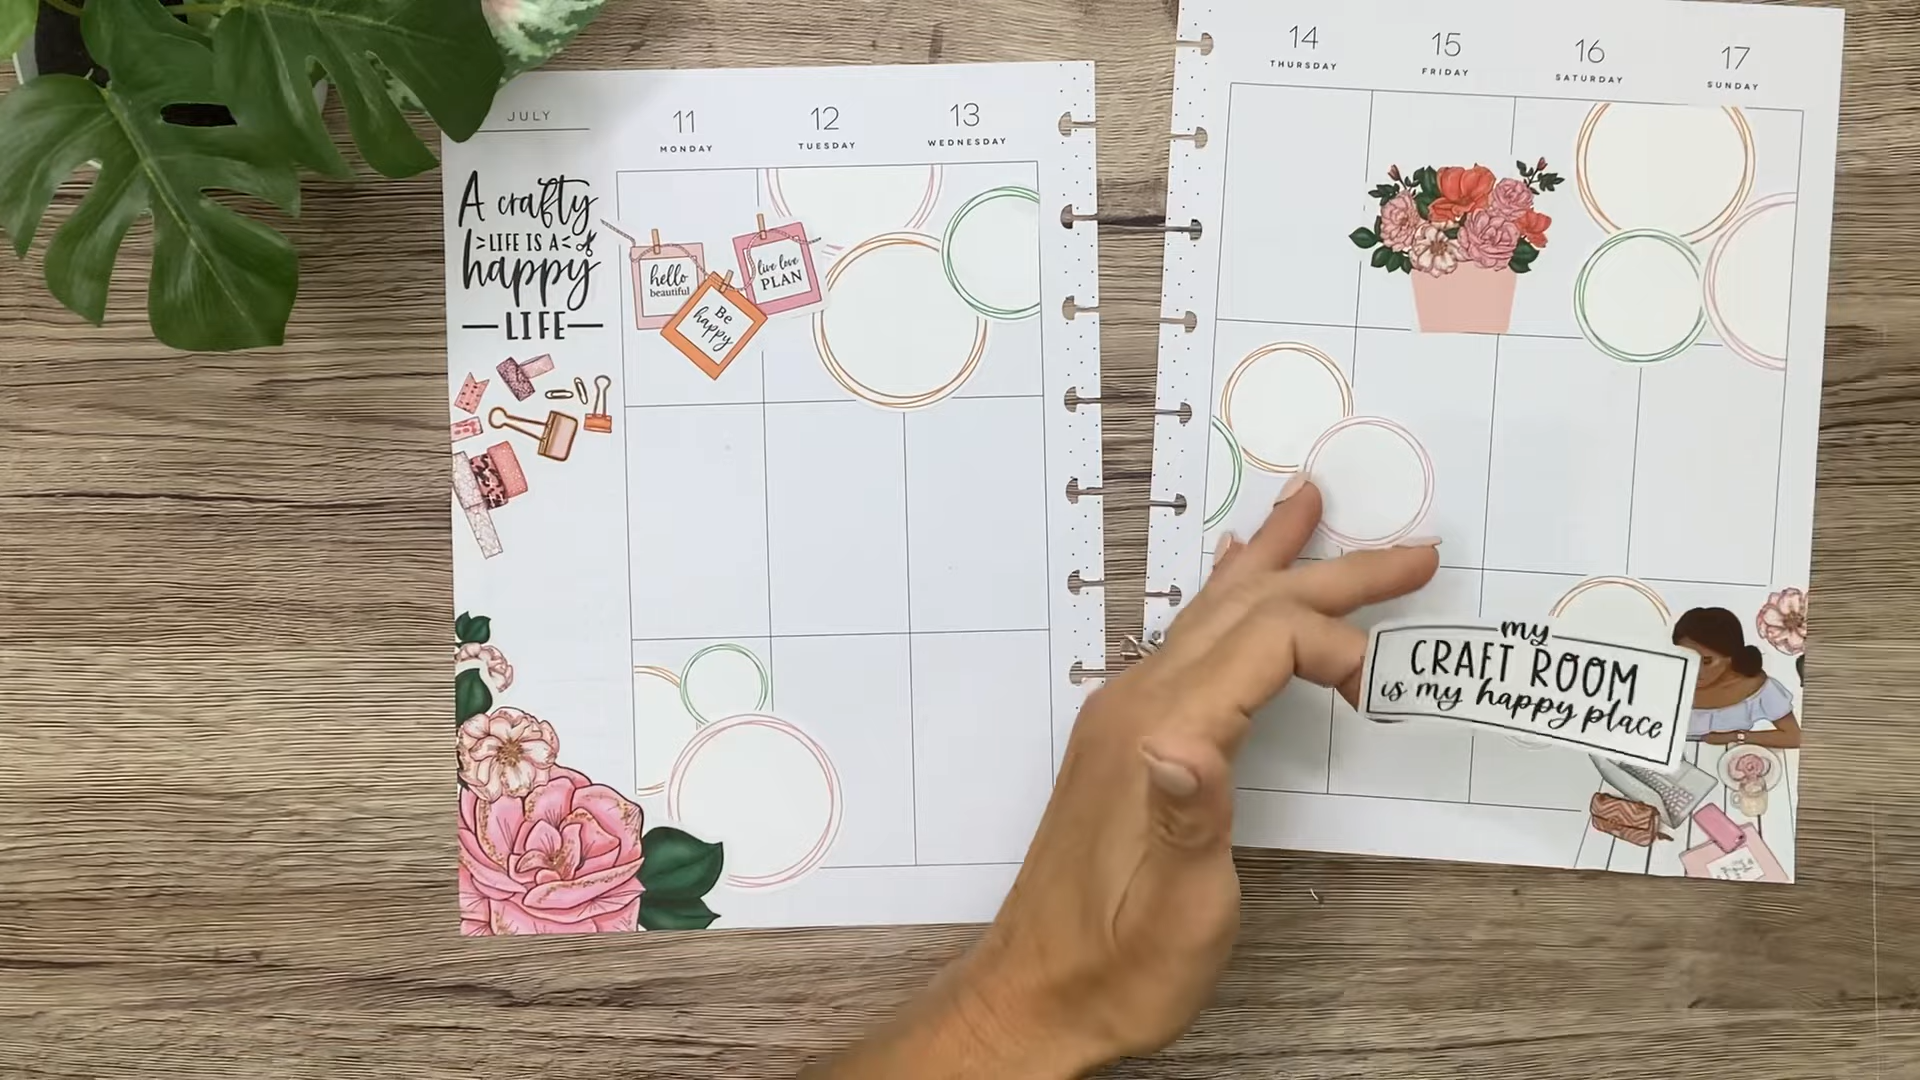 JULY
11
MONDAY
12
TUESDAY
13
WEDNESDAY
A crafty
LIFE IS A
happy
LIFE
hello
beautiful
live love
PLAN
Be
happy
14
THURSDAY
15
FRIDAY
16
SATURDAY
17
SUNDAY
my
CRAFT ROOM
is my happy place